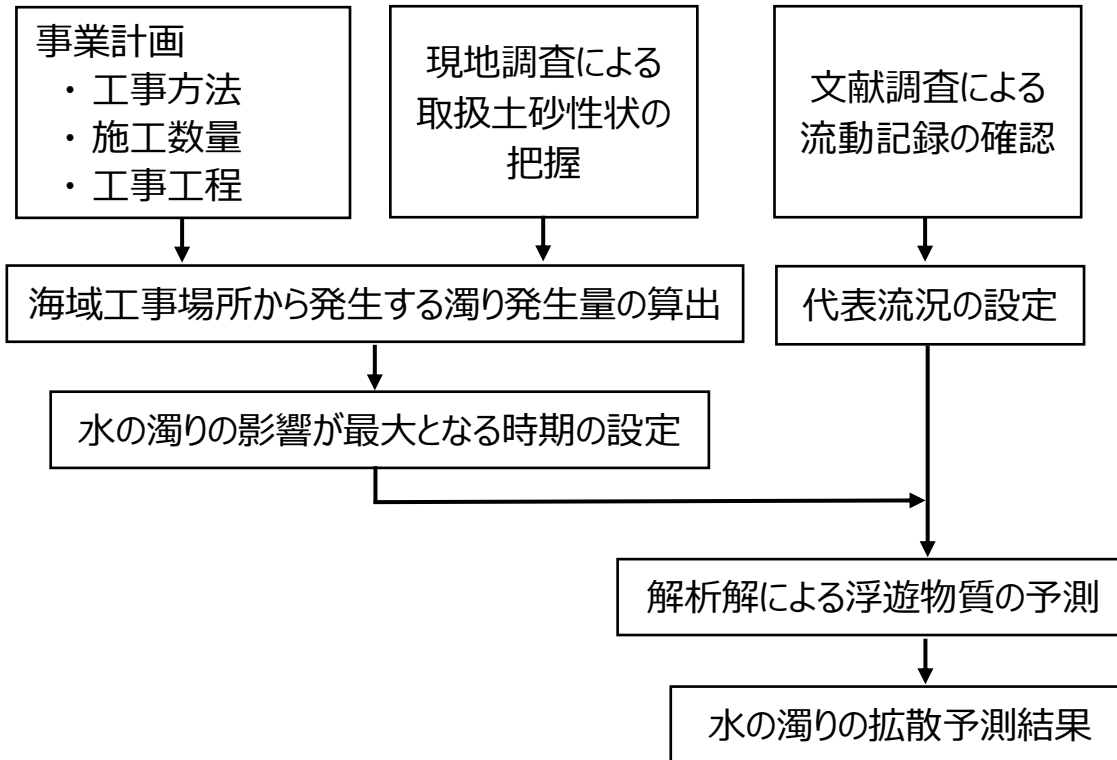 事業計画
・ 工事方法
・ 施工数量
・ 工事工程
現地調査による
取扱土砂性状の
把握
文献調査による
流動記録の確認
海域工事場所から発生する濁り発生量の算出
代表流況の設定
水の濁りの影響が最大となる時期の設定
解析解による浮遊物質の予測
水の濁りの拡散予測結果